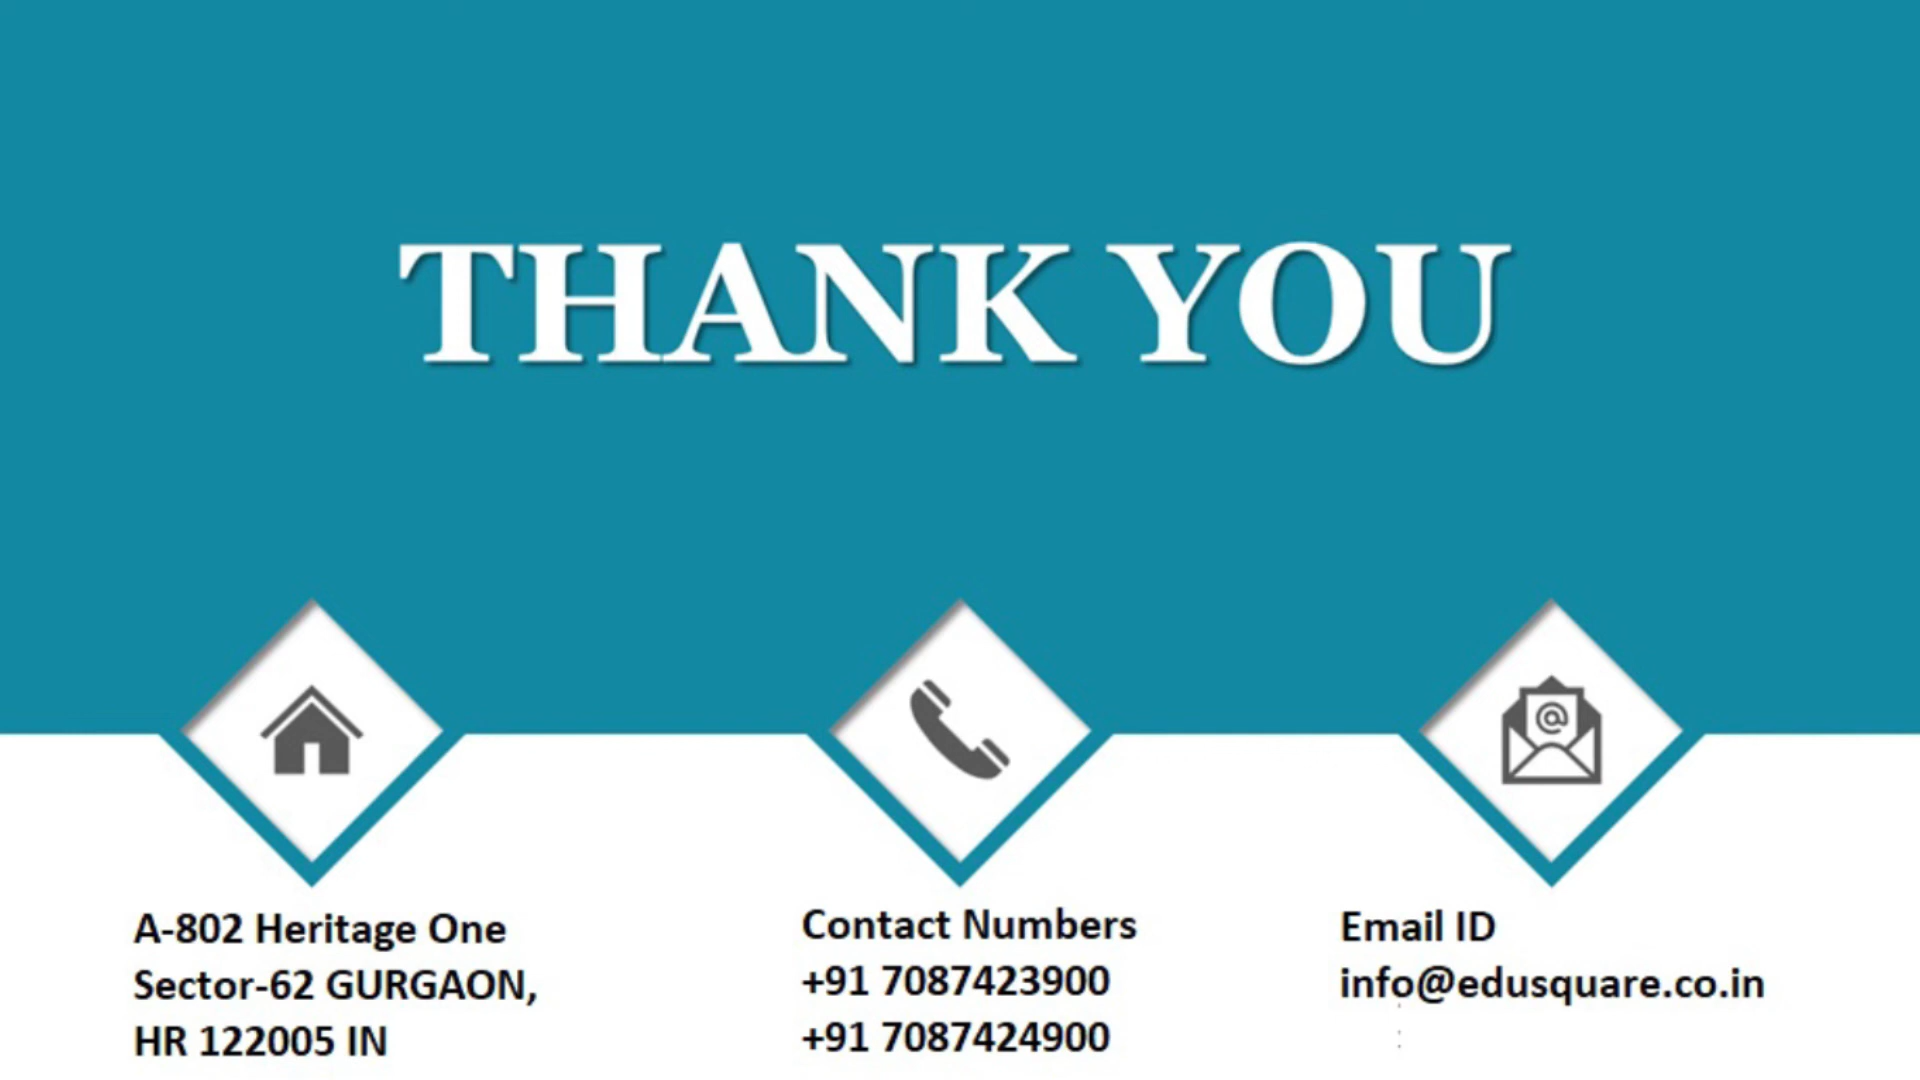 THANK YOU
A-802 Heritage One
Sector-62 GURGAON,
HR 122005 IN
Contact Numbers
+91 7087423900
+91 7087424900
Email ID
info@edusquare.co.in